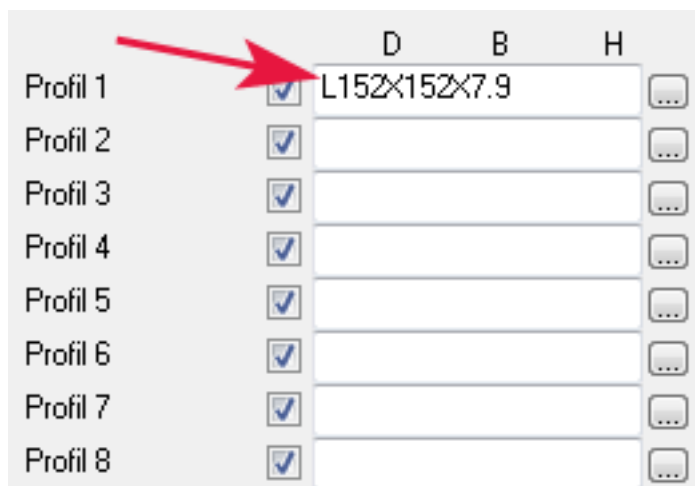 D B H
Profil 1 L152X152X7.9 ...
Profil 2 ...
Profil 3 ...
Profil 4 ...
Profil 5 ...
Profil 6 ...
Profil 7 ...
Profil 8 ...